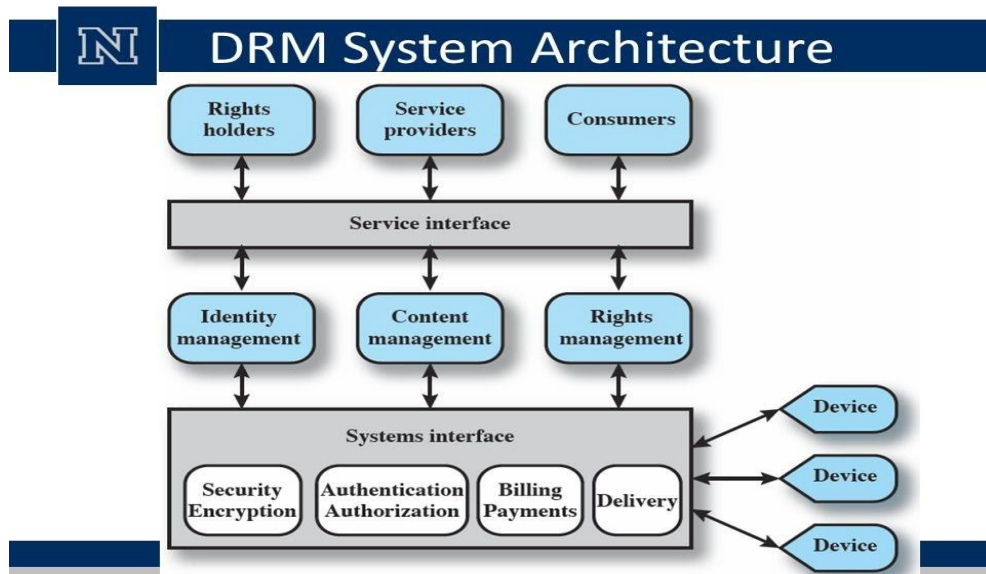 N
DRM System Architecture
Rights
holders
Service
providers
Consumers
Service interface
Identity
management
Content
management
Rights
management
Systems interface
Security
Encryption
Authentication
Authorization
Billing
Payments
Delivery
Device
Device
Device